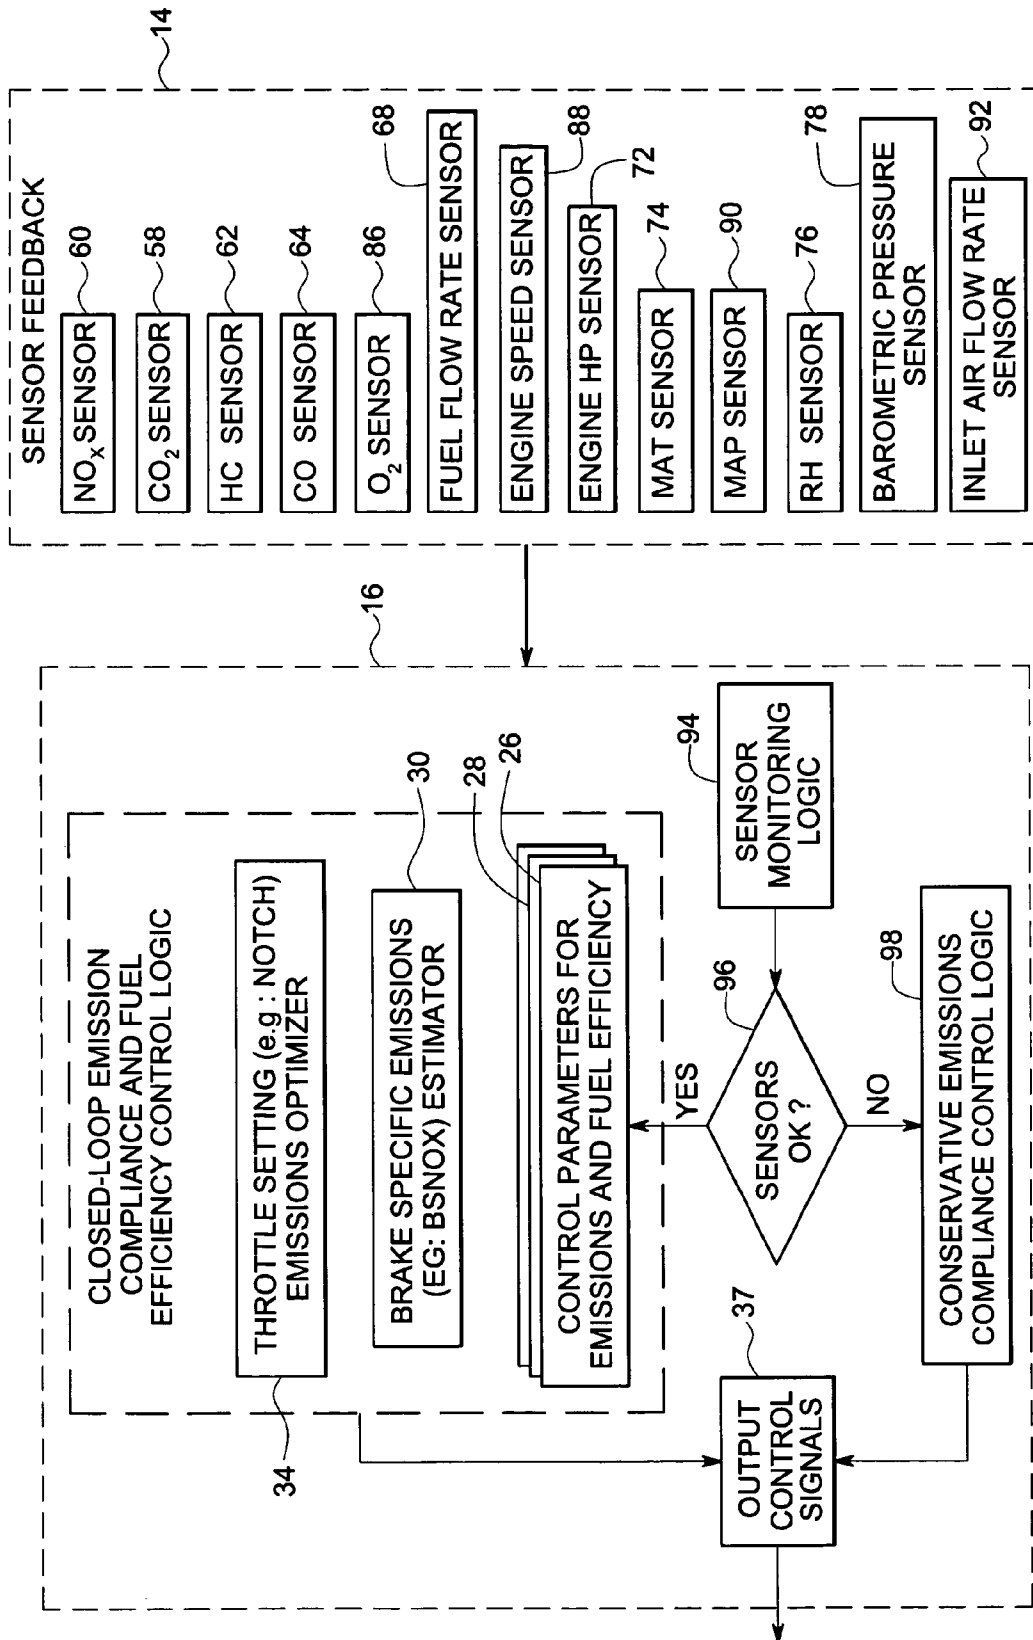 SENSOR FEEDBACK
14
NOX SENSOR
60
CO2 SENSOR
58
HC SENSOR
62
CO SENSOR
64
O2 SENSOR
86
FUEL FLOW RATE SENSOR
68
ENGINE SPEED SENSOR
88
ENGINE HP SENSOR
72
MAT SENSOR
74
MAP SENSOR
90
RH SENSOR
76
BAROMETRIC PRESSURE
SENSOR
78
INLET AIR FLOW RATE
SENSOR
92
16
CLOSED-LOOP EMISSION
COMPLIANCE AND FUEL
EFFICIENCY CONTROL LOGIC
THROTTLE SETTING (e.g : NOTCH)
EMISSIONS OPTIMIZER
34
BRAKE SPECIFIC EMISSIONS
(EG: BSNOX) ESTIMATOR
30
28
26
CONTROL PARAMETERS FOR
EMISSIONS AND FUEL EFFICIENCY
YES
SENSORS
OK ?
96
NO
SENSOR
MONITORING
LOGIC
94
OUTPUT
CONTROL
SIGNALS
37
CONSERVATIVE EMISSIONS
COMPLIANCE CONTROL LOGIC
98